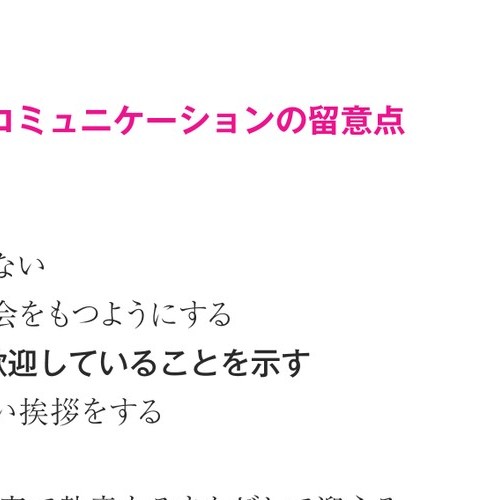 コミュニケーションの留意点
ない
会をもつようにする
歓迎していることを示す
い挨拶をする